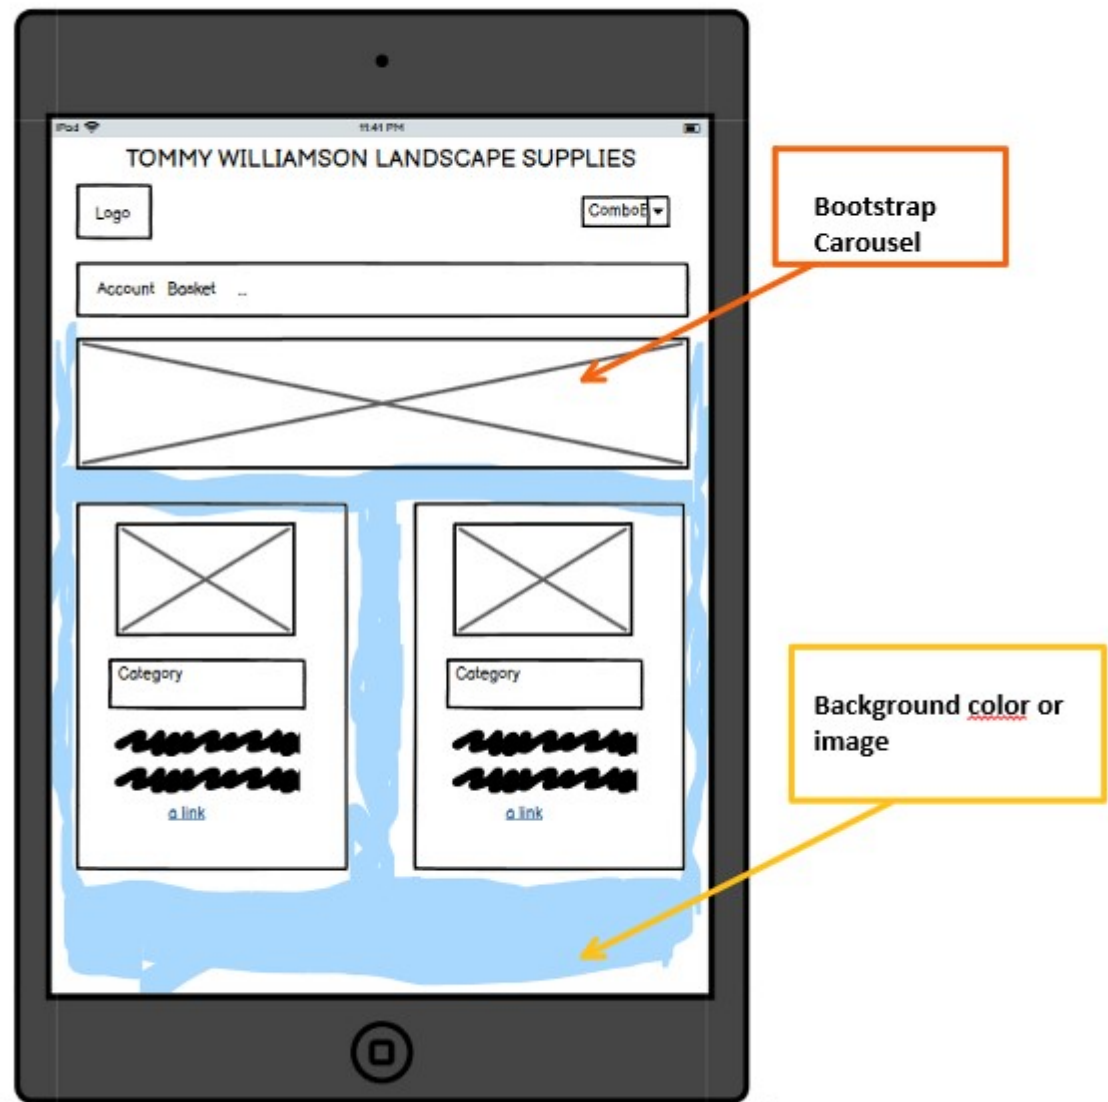 iPad 11:41 PM
TOMMY WILLIAMSON LANDSCAPE SUPPLIES
Logo
ComboB
Account Basket ...
Bootstrap
Carousel
Category
Category
a link
a link
Background color or
image